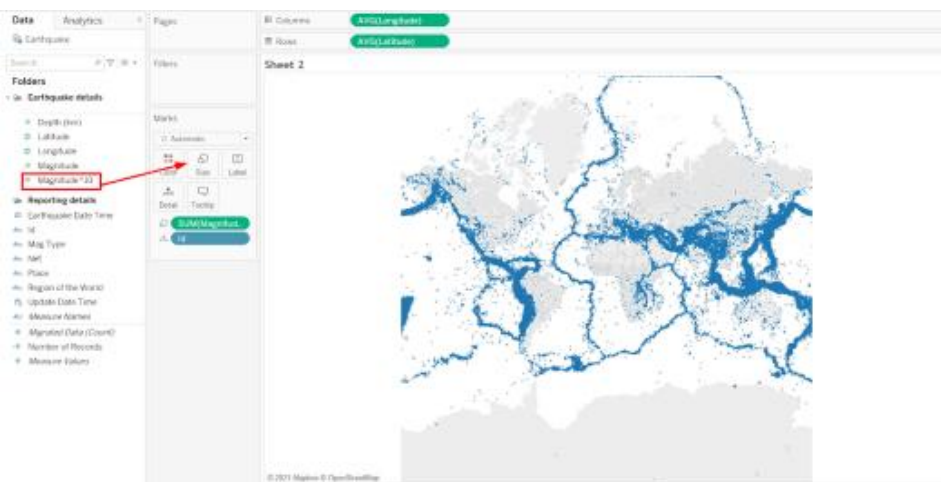 Data Analytics
Earthquake
Search
Folders
Earthquake details
Depth (km)
Latitude
Longitude
Magnitude
Magnitude ^10
Reporting details
Earthquake Date Time
Id
Mag Type
Net
Place
Region of the World
Update Date Time
Measure Names
Migrated Data (Count)
Number of Records
Measure Values
Pages
Filters
Marks
Automatic
Color Size Label
Detail Tooltip
SUM(Magnitud..
Id
Columns AVG(Longitude)
Rows AVG(Latitude)
Sheet 2
© 2021 Mapbox © OpenStreetMap